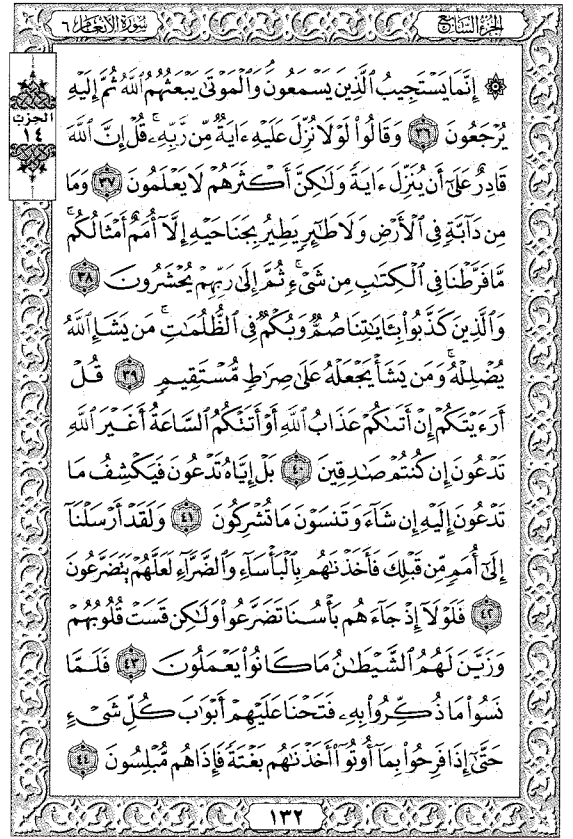 الجزء السابع
سورة الأنعام ٦
الحزب
١٤
۞ إِنَّمَا يَسْتَجِيبُ ٱلَّذِينَ يَسْمَعُونَ وَٱلْمَوْتَىٰ يَبْعَثُهُمُ ٱللَّهُ ثُمَّ إِلَيْهِ
يُرْجَعُونَ ٣٦ وَقَالُوا۟ لَوْلَا نُزِّلَ عَلَيْهِ ءَايَةٌ مِّن رَّبِّهِۦ قُلْ إِنَّ ٱللَّهَ
قَادِرٌ عَلَىٰٓ أَن يُنَزِّلَ ءَايَةً وَلَٰكِنَّ أَكْثَرَهُمْ لَا يَعْلَمُونَ ٣٧ وَمَا
مِن دَآبَّةٍ فِى ٱلْأَرْضِ وَلَا طَٰٓئِرٍ يَطِيرُ بِجَنَاحَيْهِ إِلَّآ أُمَمٌ أَمْثَالُكُم ۚ
مَّا فَرَّطْنَا فِى ٱلْكِتَٰبِ مِن شَىْءٍ ۚ ثُمَّ إِلَىٰ رَبِّهِمْ يُحْشَرُونَ ٣٨
وَٱلَّذِينَ كَذَّبُوا۟ بِـَٔايَٰتِنَا صُمٌّ وَبُكْمٌ فِى ٱلظُّلُمَٰتِ ۗ مَن يَشَإِ ٱللَّهُ
يُضْلِلْهُ وَمَن يَشَأْ يَجْعَلْهُ عَلَىٰ صِرَٰطٍ مُّسْتَقِيمٍ ٣٩ قُلْ
أَرَءَيْتَكُمْ إِنْ أَتَىٰكُمْ عَذَابُ ٱللَّهِ أَوْ أَتَتْكُمُ ٱلسَّاعَةُ أَغَيْرَ ٱللَّهِ
تَدْعُونَ إِن كُنتُمْ صَٰدِقِينَ ٤٠ بَلْ إِيَّاهُ تَدْعُونَ فَيَكْشِفُ مَا
تَدْعُونَ إِلَيْهِ إِن شَآءَ وَتَنسَوْنَ مَا تُشْرِكُونَ ٤١ وَلَقَدْ أَرْسَلْنَآ
إِلَىٰٓ أُمَمٍ مِّن قَبْلِكَ فَأَخَذْنَٰهُم بِٱلْبَأْسَآءِ وَٱلضَّرَّآءِ لَعَلَّهُمْ يَتَضَرَّعُونَ
٤٢ فَلَوْلَآ إِذْ جَآءَهُم بَأْسُنَا تَضَرَّعُوا۟ وَلَٰكِن قَسَتْ قُلُوبُهُمْ
وَزَيَّنَ لَهُمُ ٱلشَّيْطَٰنُ مَا كَانُوا۟ يَعْمَلُونَ ٤٣ فَلَمَّا
نَسُوا۟ مَا ذُكِّرُوا۟ بِهِۦ فَتَحْنَا عَلَيْهِمْ أَبْوَٰبَ كُلِّ شَىْءٍ
حَتَّىٰٓ إِذَا فَرِحُوا۟ بِمَآ أُوتُوٓا۟ أَخَذْنَٰهُم بَغْتَةً فَإِذَا هُم مُّبْلِسُونَ ٤٤
١٣٢